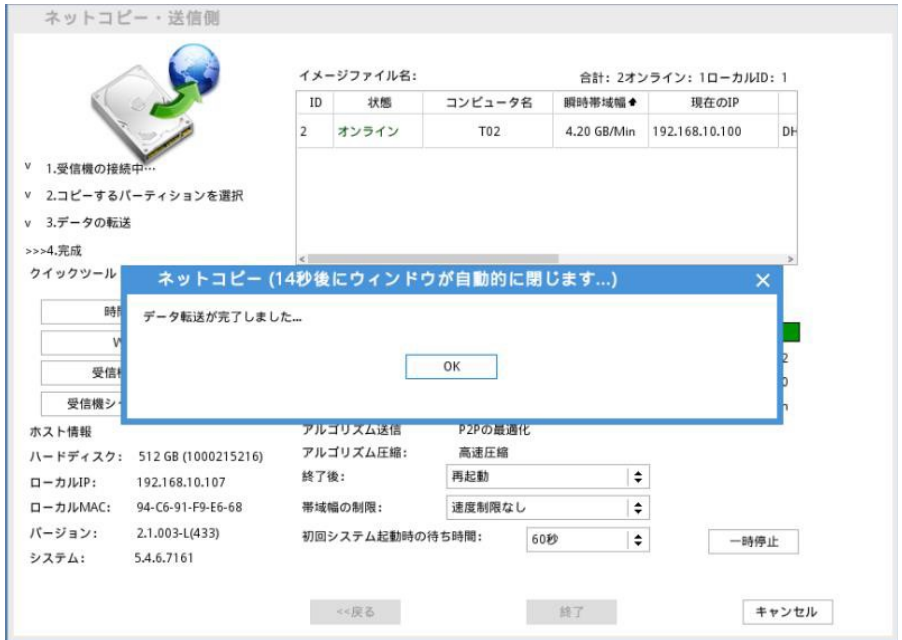 ネットコピー・送信側
イメージファイル名:
合計: 2オンライン: 1ローカルID: 1
ID 状態 コンピュータ名 瞬時帯域幅 現在のIP
2 オンライン T02 4.20 GB/Min 192.168.10.100 DH
v 1.受信機の接続中…
v 2.コピーするパーティションを選択
v 3.データの転送
>>>4.完成
クイックツール
ネットコピー (14秒後にウィンドウが自動的に閉じます...)
データ転送が完了しました...
OK
受信機シ
ホスト情報
ハードディスク: 512 GB (1000215216)
ローカルIP: 192.168.10.107
ローカルMAC: 94-C6-91-F9-E6-68
バージョン: 2.1.003-L(433)
システム: 5.4.6.7161
アルゴリズム送信 P2Pの最適化
アルゴリズム圧縮: 高速圧縮
終了後: 再起動
帯域幅の制限: 速度制限なし
初回システム起動時の待ち時間: 60秒
一時停止
<<戻る
終了
キャンセル